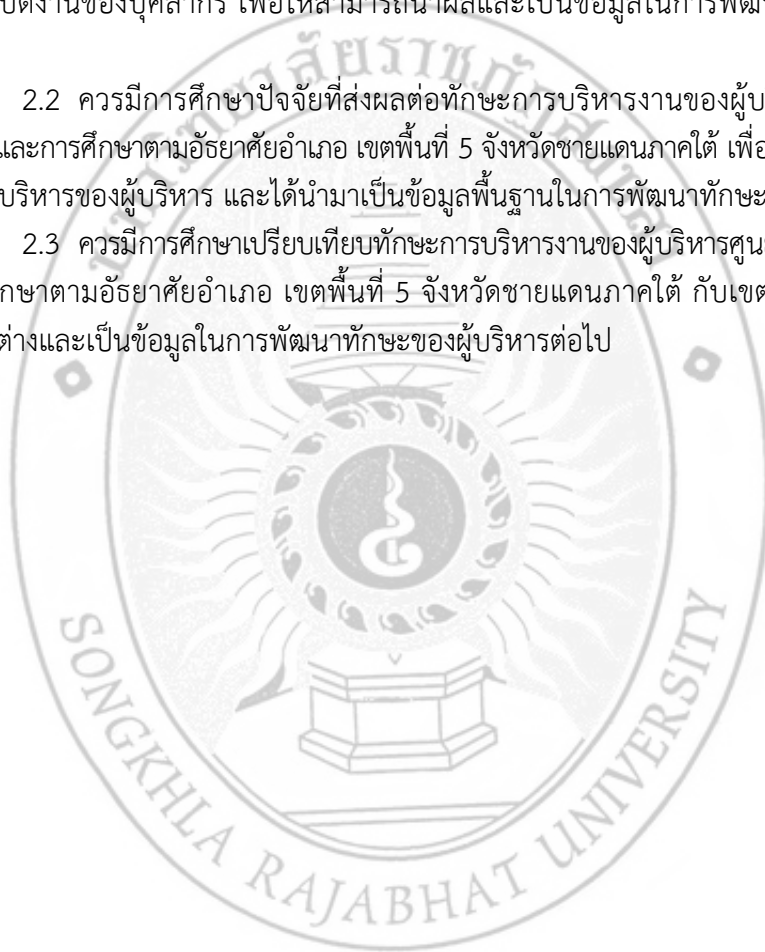 บัติงานของบุคลากร เพื่อให้สามารถนำผลและเป็นข้อมูลในการพัฒ
2.2 ควรมีการศึกษาปัจจัยที่ส่งผลต่อทักษะการบริหารงานของผู้บ
และการศึกษาตามอัธยาศัยอำเภอ เขตพื้นที่ 5 จังหวัดชายแดนภาคใต้ เพื่อ
บริหารของผู้บริหาร และได้นำมาเป็นข้อมูลพื้นฐานในการพัฒนาทักษะ
2.3 ควรมีการศึกษาเปรียบเทียบทักษะการบริหารงานของผู้บริหารศูน
กษาตามอัธยาศัยอำเภอ เขตพื้นที่ 5 จังหวัดชายแดนภาคใต้ กับเขต
ต่างและเป็นข้อมูลในการพัฒนาทักษะของผู้บริหารต่อไป
มหาวิทยาลัยราชภัฏสงขลา
SONGKHLA RAJABHAT UNIVERSITY